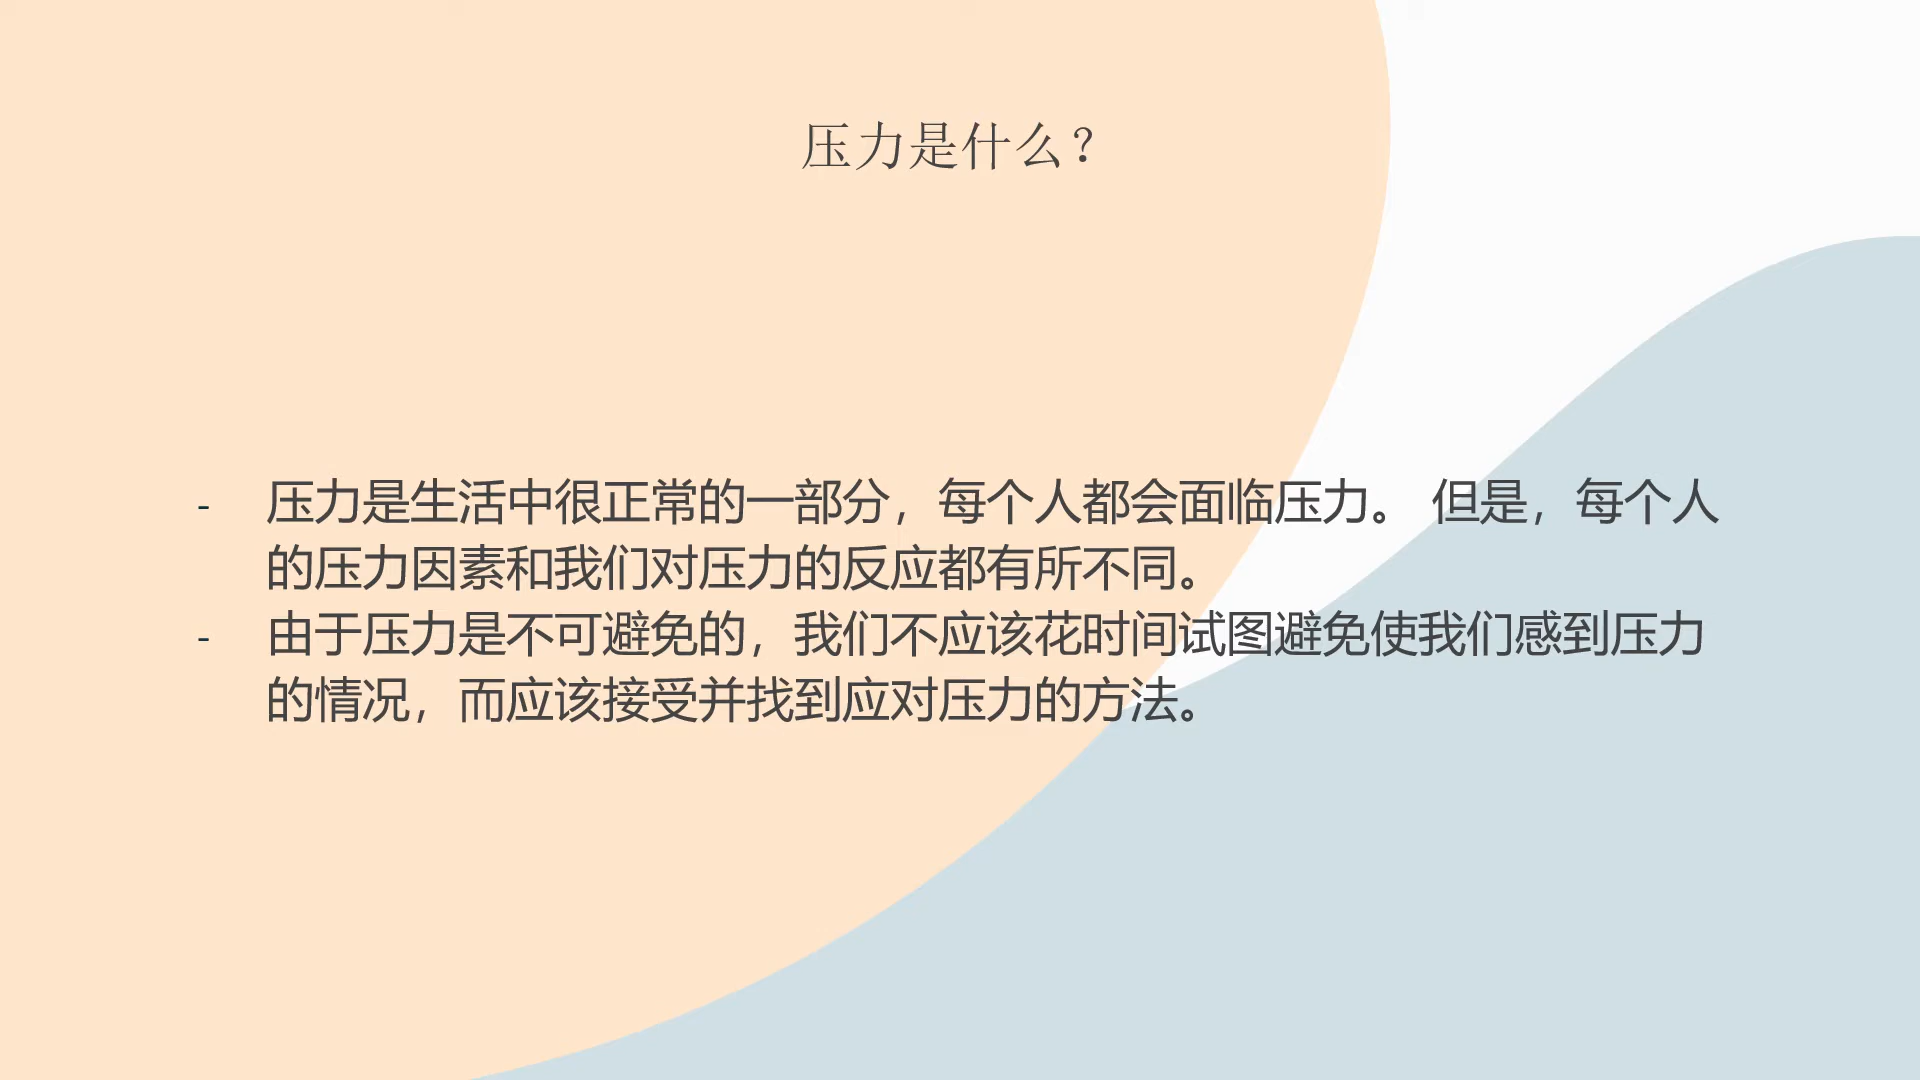 压力是什么？
- 压力是生活中很正常的一部分，每个人都会面临压力。 但是，每个人
的压力因素和我们对压力的反应都有所不同。
- 由于压力是不可避免的，我们不应该花时间试图避免使我们感到压力
的情况，而应该接受并找到应对压力的方法。